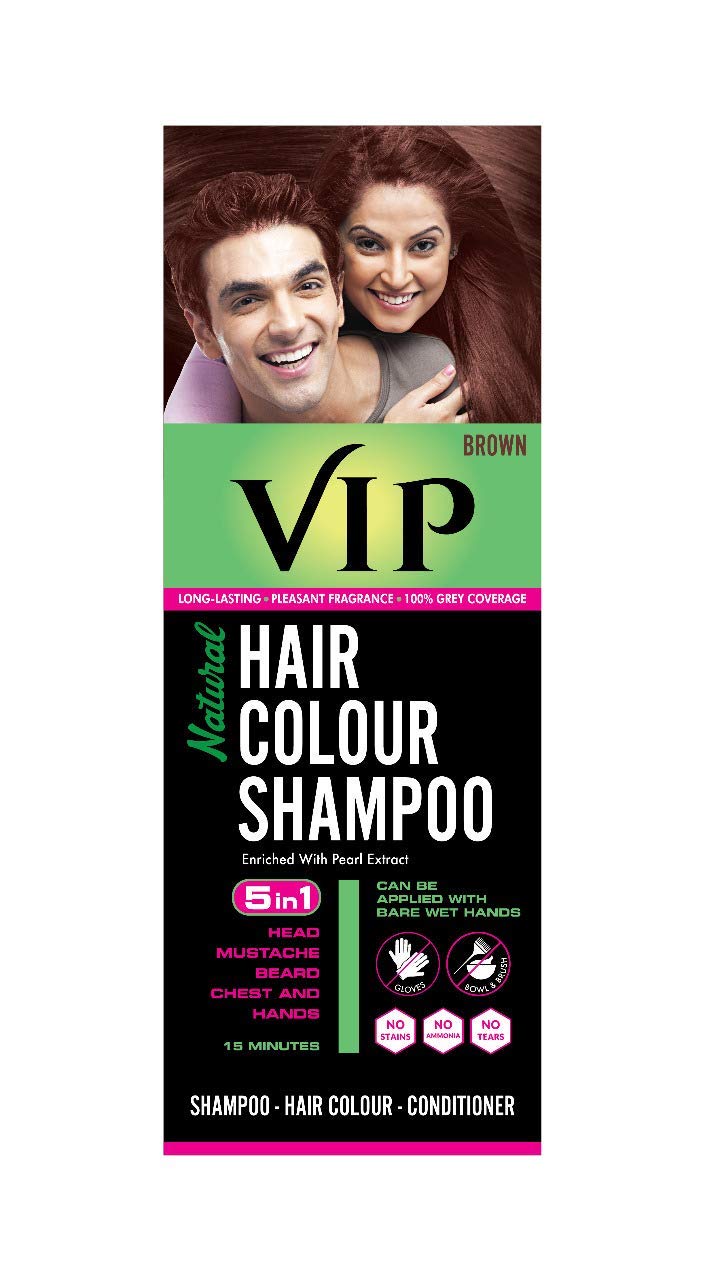 BROWN
VIP
LONG-LASTING • PLEASANT FRAGRANCE • 100% GREY COVERAGE
Natural
HAIR
COLOUR
SHAMPOO
Enriched With Pearl Extract
5 in 1
HEAD
MUSTACHE
BEARD
CHEST AND
HANDS
15 MINUTES
CAN BE
APPLIED WITH
BARE WET HANDS
GLOVES
BOWL & BRUSH
NO
STAINS
NO
AMMONIA
NO
TEARS
SHAMPOO - HAIR COLOUR - CONDITIONER